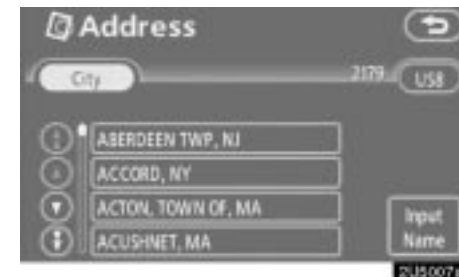 Address
City
2179
US8
ABERDEEN TWP, NJ
ACCORD, NY
ACTON, TOWN OF, MA
ACUSHNET, MA
Input
Name
2U5007